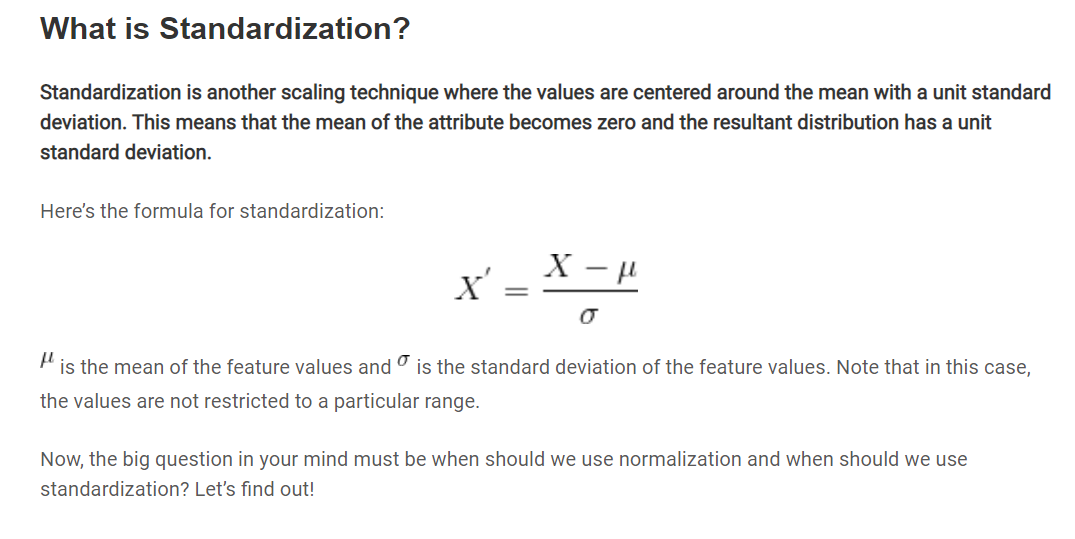 What is Standardization?
Standardization is another scaling technique where the values are centered around the mean with a unit standard
deviation. This means that the mean of the attribute becomes zero and the resultant distribution has a unit
standard deviation.
Here’s the formula for standardization:
X′ = (X − μ) / σ
μ is the mean of the feature values and σ is the standard deviation of the feature values. Note that in this case,
the values are not restricted to a particular range.
Now, the big question in your mind must be when should we use normalization and when should we use
standardization? Let’s find out!